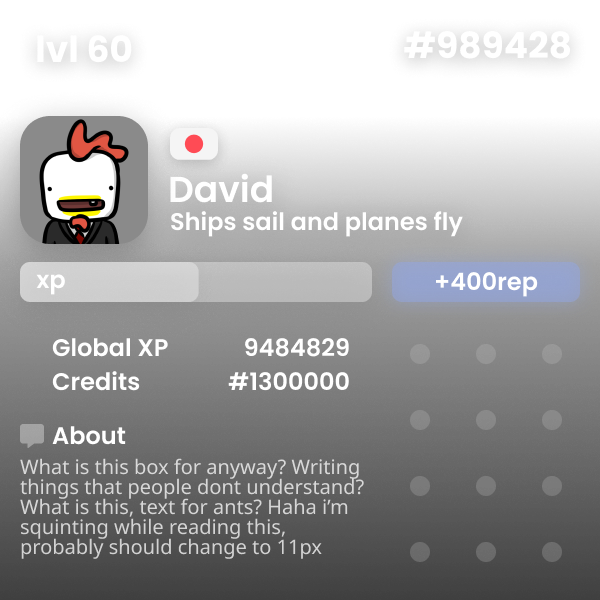 lvl 60
#989428
David
Ships sail and planes fly
xp
+400rep
Global XP 9484829
Credits #1300000
About
What is this box for anyway? Writing
things that people dont understand?
What is this, text for ants? Haha i’m
squinting while reading this,
probably should change to 11px